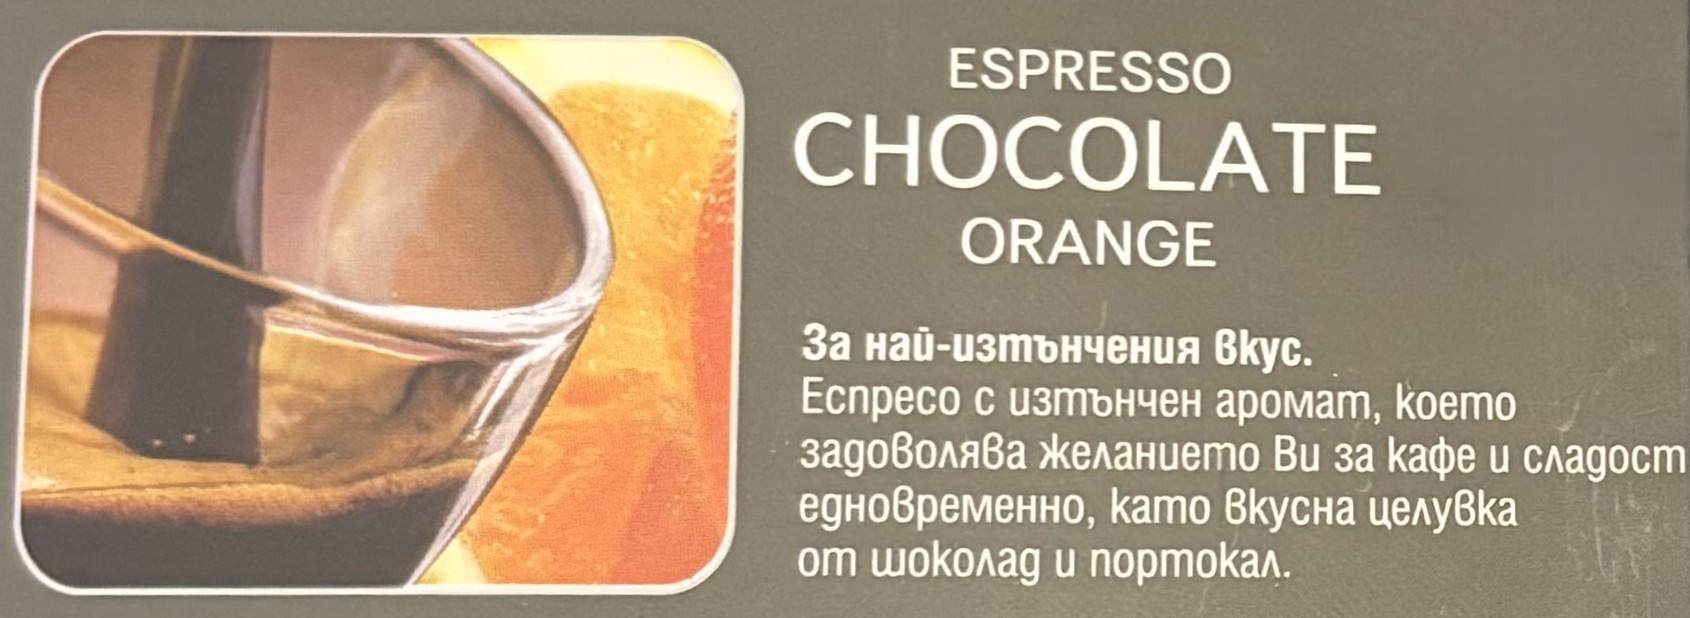 ESPRESSO
CHOCOLATE
ORANGE
За най-изтънчения вкус.
Еспресо с изтънчен аромат, което
задоволява желанието Ви за кафе и сладост
едновременно, като вкусна целувка
от шоколад и портокал.